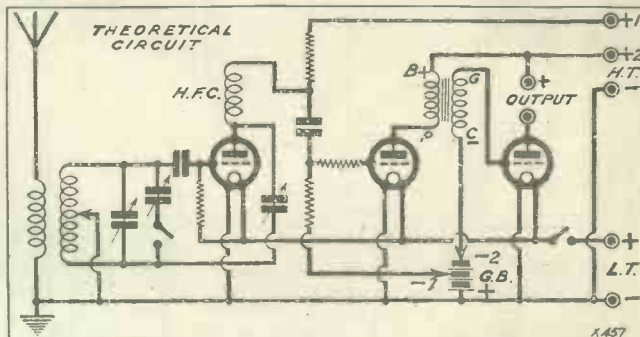 THEORETICAL
CIRCUIT
H.F.C.
B+
G
P
C
+
OUTPUT
+1
+2
H.T.
-
-2
-1
G.B.
+
+
L.T.
-
X457